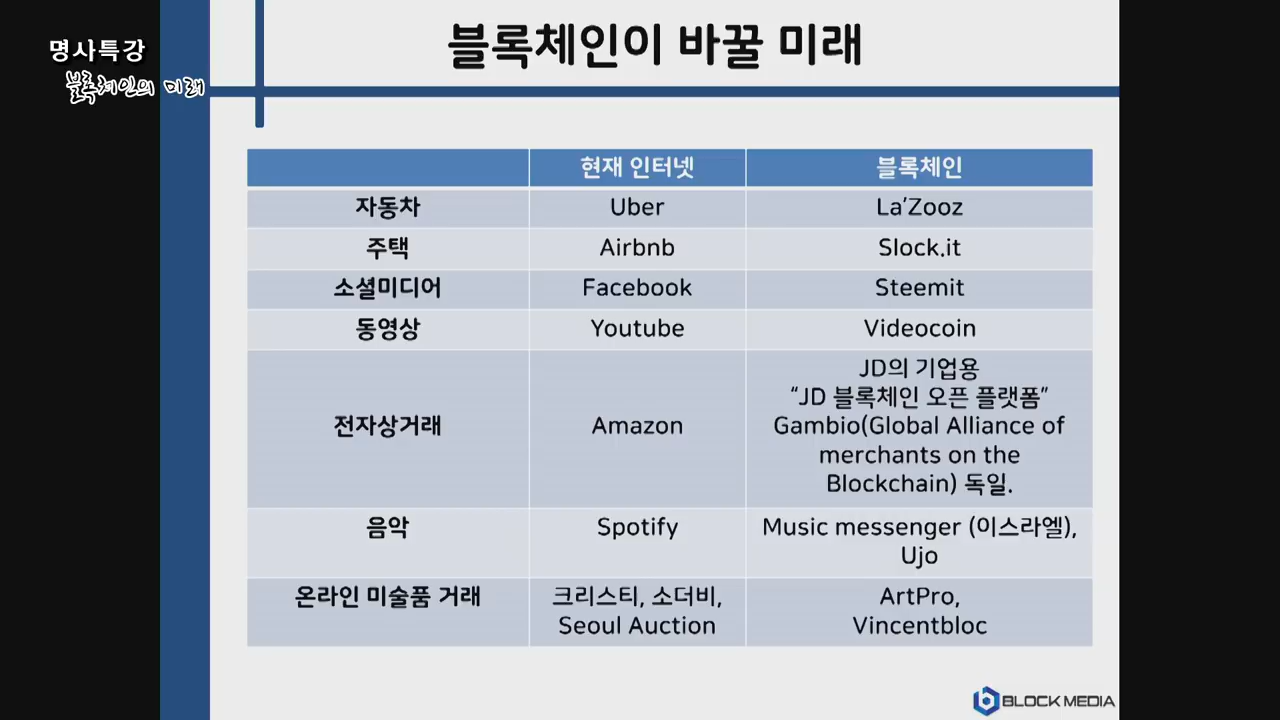 명사특강
블록체인의 미래
블록체인이 바꿀 미래
현재 인터넷 블록체인
자동차 Uber La'Zooz
주택 Airbnb Slock.it
소셜미디어 Facebook Steemit
동영상 Youtube Videocoin
전자상거래 Amazon
JD의 기업용
“JD 블록체인 오픈 플랫폼”
Gambio(Global Alliance of
merchants on the
Blockchain) 독일.
음악 Spotify Music messenger (이스라엘),
Ujo
온라인 미술품 거래 크리스티, 소더비, ArtPro,
Seoul Auction Vincentbloc
BLOCK MEDIA